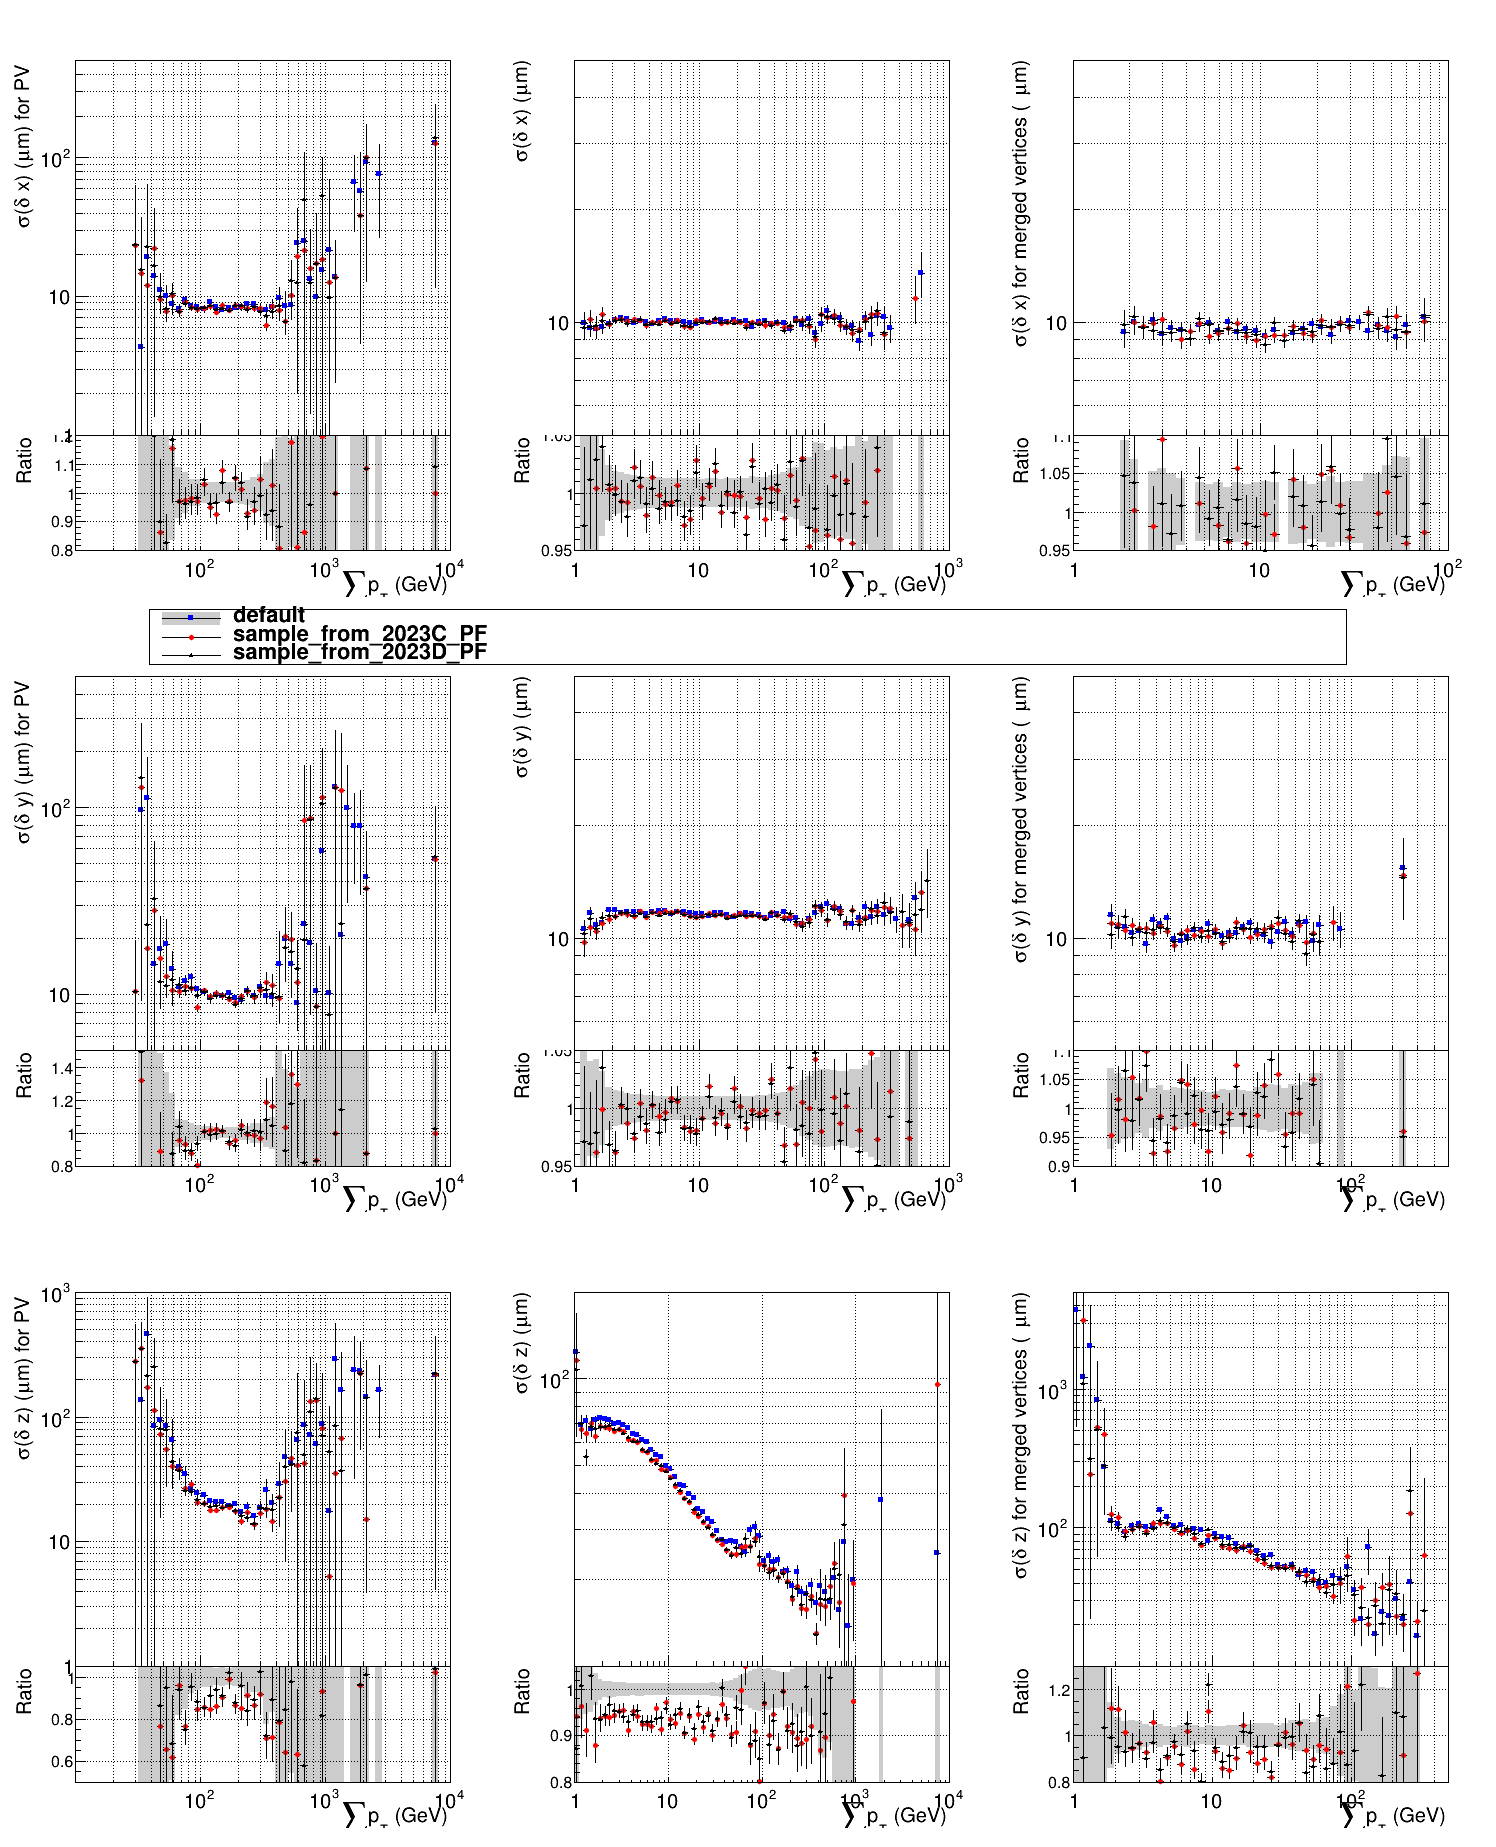 σ(δ x) (μm) for PV
10²
10
1
Ratio
1.2
1.1
1
0.9
0.8
10² 10³ 10⁴
∑ p_T (GeV)
σ(δ x) (μm)
10
Ratio
1.05
1
0.95
1 10 10² 10³
∑ p_T (GeV)
σ(δ x) for merged vertices ( μm)
10
Ratio
1.1
1.05
1
0.95
1 10 10²
∑ p_T (GeV)
default
sample_from_2023C_PF
sample_from_2023D_PF
σ(δ y) (μm) for PV
10²
10
Ratio
1.4
1.2
1
0.8
10² 10³ 10⁴
∑ p_T (GeV)
σ(δ y) (μm)
10
Ratio
1.05
1
0.95
1 10 10² 10³
∑ p_T (GeV)
σ(δ y) for merged vertices ( μm)
10
Ratio
1.1
1.05
1
0.95
0.9
1 10 10²
∑ p_T (GeV)
σ(δ z) (μm) for PV
10³
10²
10
1
Ratio
1
0.8
0.6
10² 10³ 10⁴
∑ p_T (GeV)
σ(δ z) (μm)
10²
Ratio
1
0.9
0.8
1 10 10² 10³ 10⁴
∑ p_T (GeV)
σ(δ z) for merged vertices ( μm)
10³
10²
Ratio
1.2
1
0.8
1 10 10²
∑ p_T (GeV)